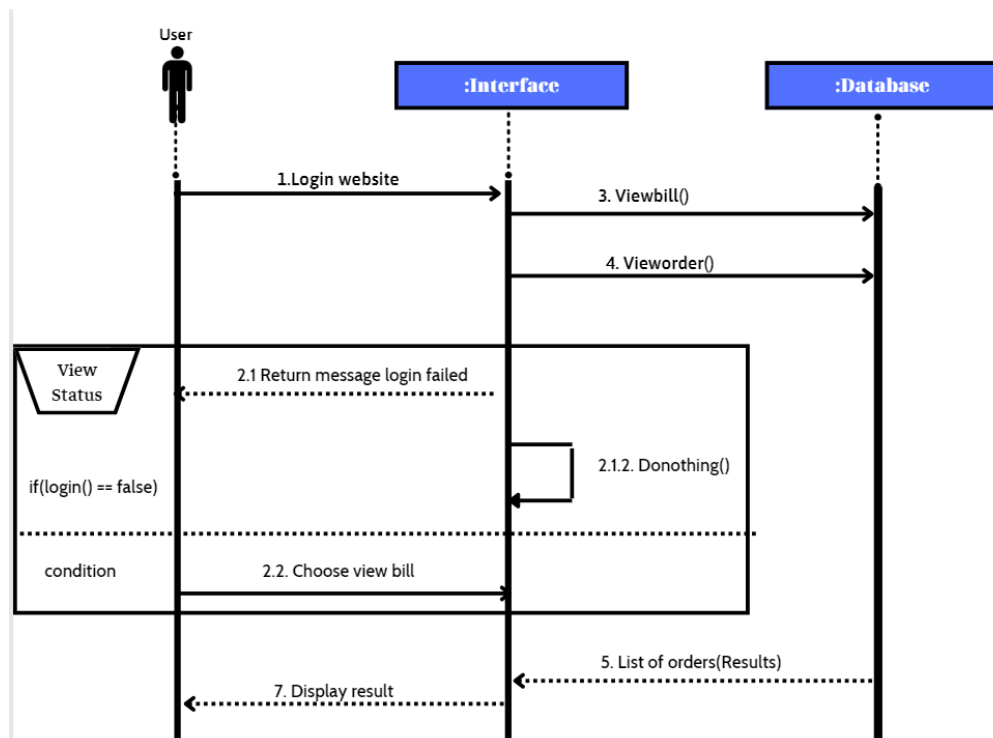 User
:Interface
:Database
1.Login website
3. Viewbill()
4. Vieworder()
View
Status
2.1 Return message login failed
2.1.2. Donothing()
if(login() == false)
condition
2.2. Choose view bill
5. List of orders(Results)
7. Display result